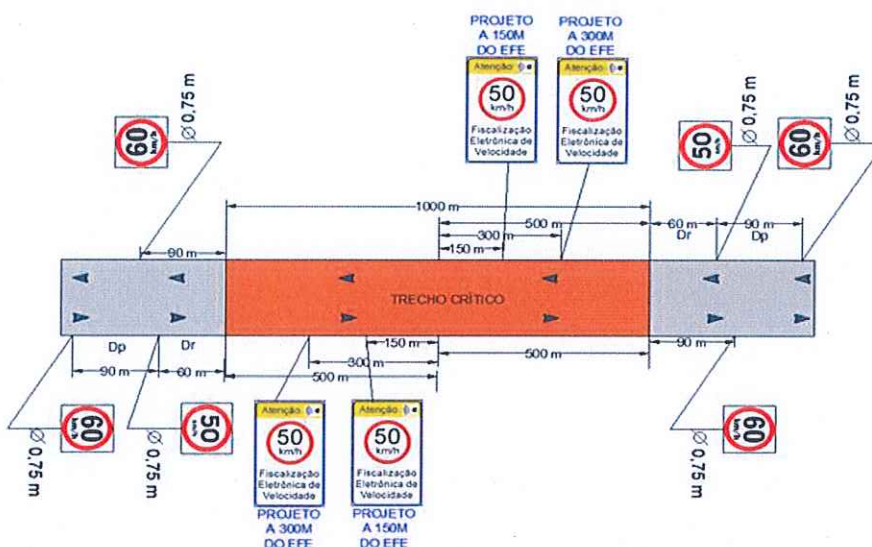 PROJETO
A 150M
DO EFE
PROJETO
A 300M
DO EFE
Atenção
50
km/h
Fiscalização
Eletrônica de
Velocidade
Atenção
50
km/h
Fiscalização
Eletrônica de
Velocidade
60
km/h
Ø 0,75 m
50
km/h
Ø 0,75 m
60
km/h
Ø 0,75 m
1000 m
500 m
60 m
90 m
300 m
Dr
Dp
90 m
150 m
TRECHO CRÍTICO
Dp
Dr
150 m
90 m
300 m
500 m
90 m
60 m
500 m
60
km/h
Ø 0,75 m
50
km/h
Ø 0,75 m
Atenção
50
km/h
Fiscalização
Eletrônica de
Velocidade
PROJETO
A 300M
DO EFE
Atenção
50
km/h
Fiscalização
Eletrônica de
Velocidade
PROJETO
A 150M
DO EFE
60
km/h
Ø 0,75 m